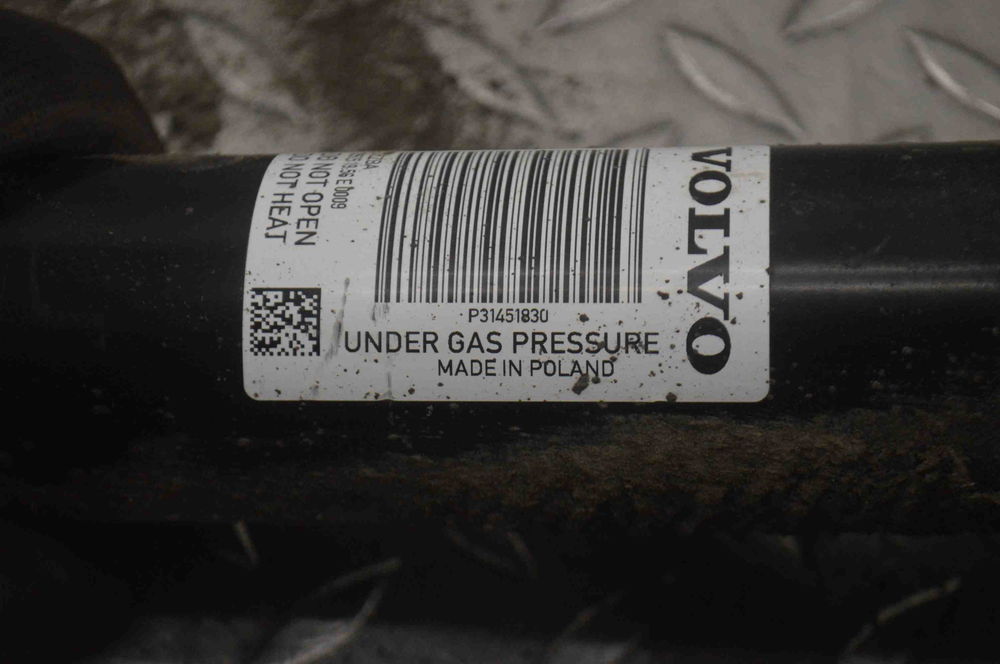 VOLVO
P31451830
UNDER GAS PRESSURE
MADE IN POLAND
DO NOT OPEN
DO NOT HEAT